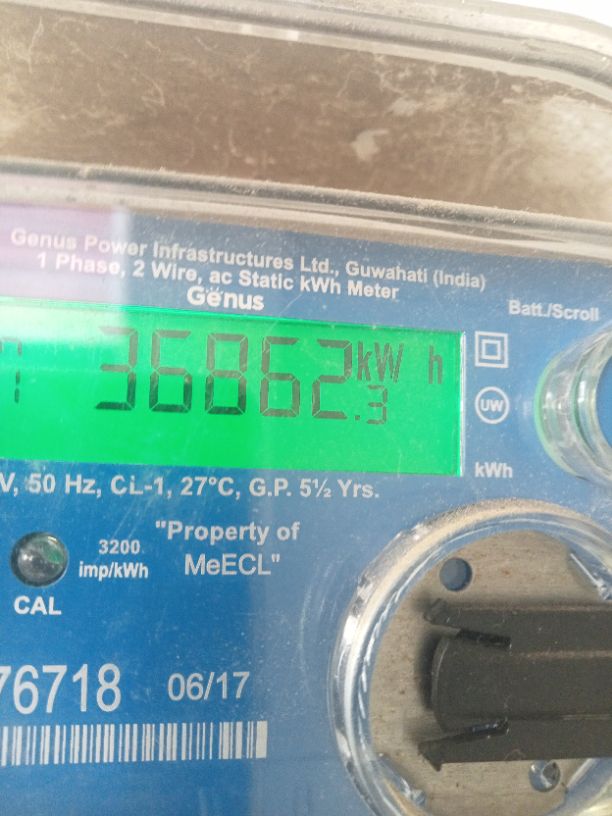 Genus Power Infrastructures Ltd., Guwahati (India)
1 Phase, 2 Wire, ac Static kWh Meter
Genus
Batt./Scroll
36862.3 kW h
UW
kWh
V, 50 Hz, CL-1, 27°C, G.P. 5½ Yrs.
3200
imp/kWh
"Property of
MeECL"
CAL
76718
06/17